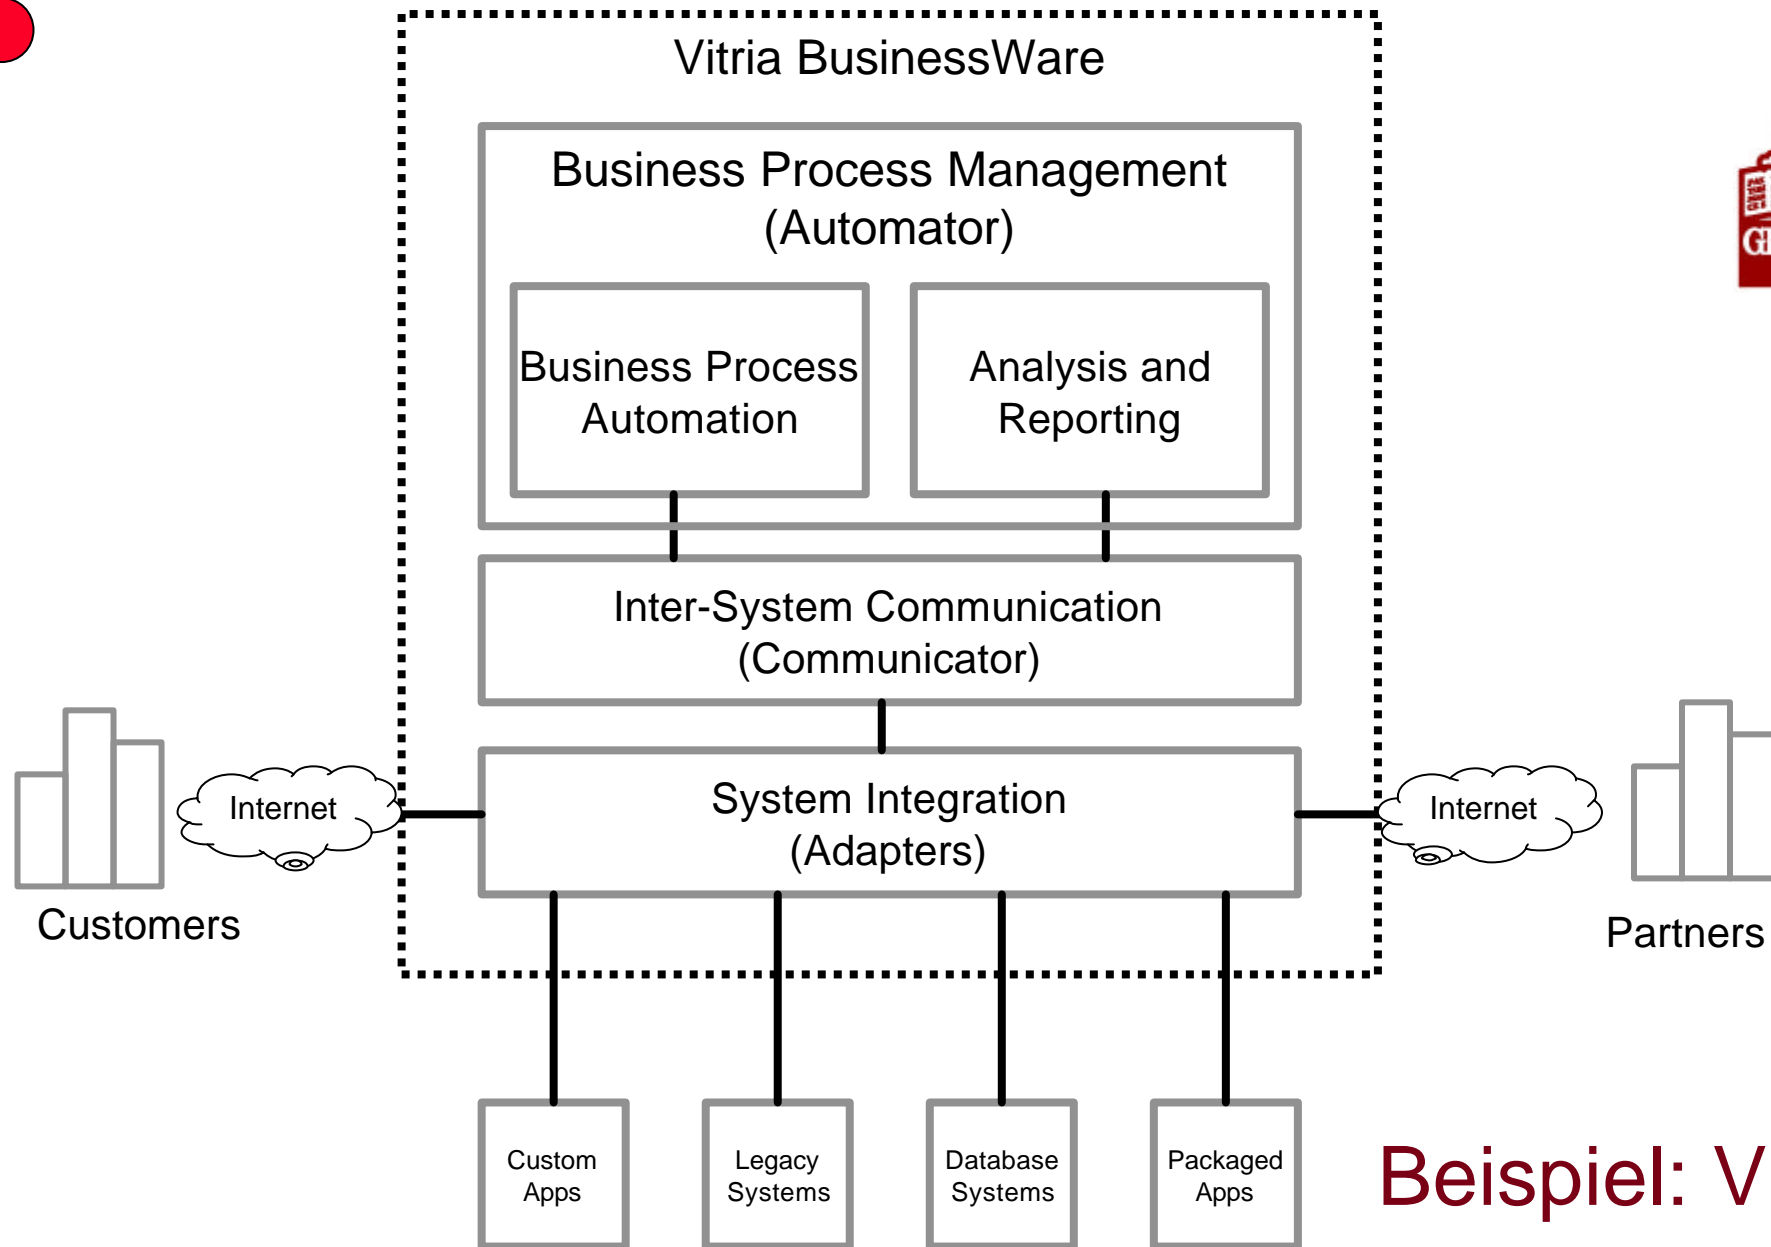 Vitria BusinessWare
Business Process Management
(Automator)
Business Process
Automation
Analysis and
Reporting
Inter-System Communication
(Communicator)
System Integration
(Adapters)
Internet
Internet
Customers
Partners
Custom
Apps
Legacy
Systems
Database
Systems
Packaged
Apps
Beispiel: V